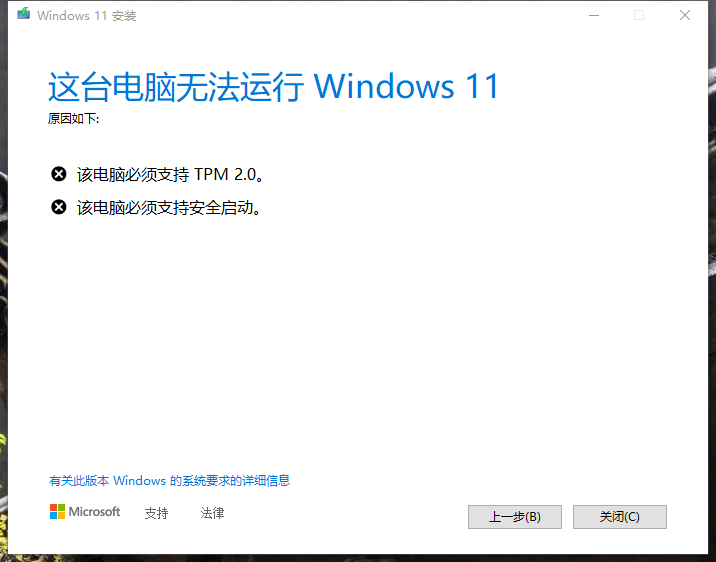 Windows 11 安装
这台电脑无法运行 Windows 11
原因如下:
该电脑必须支持 TPM 2.0。
该电脑必须支持安全启动。
有关此版本 Windows 的系统要求的详细信息
Microsoft 支持 法律
上一步(B) 关闭(C)